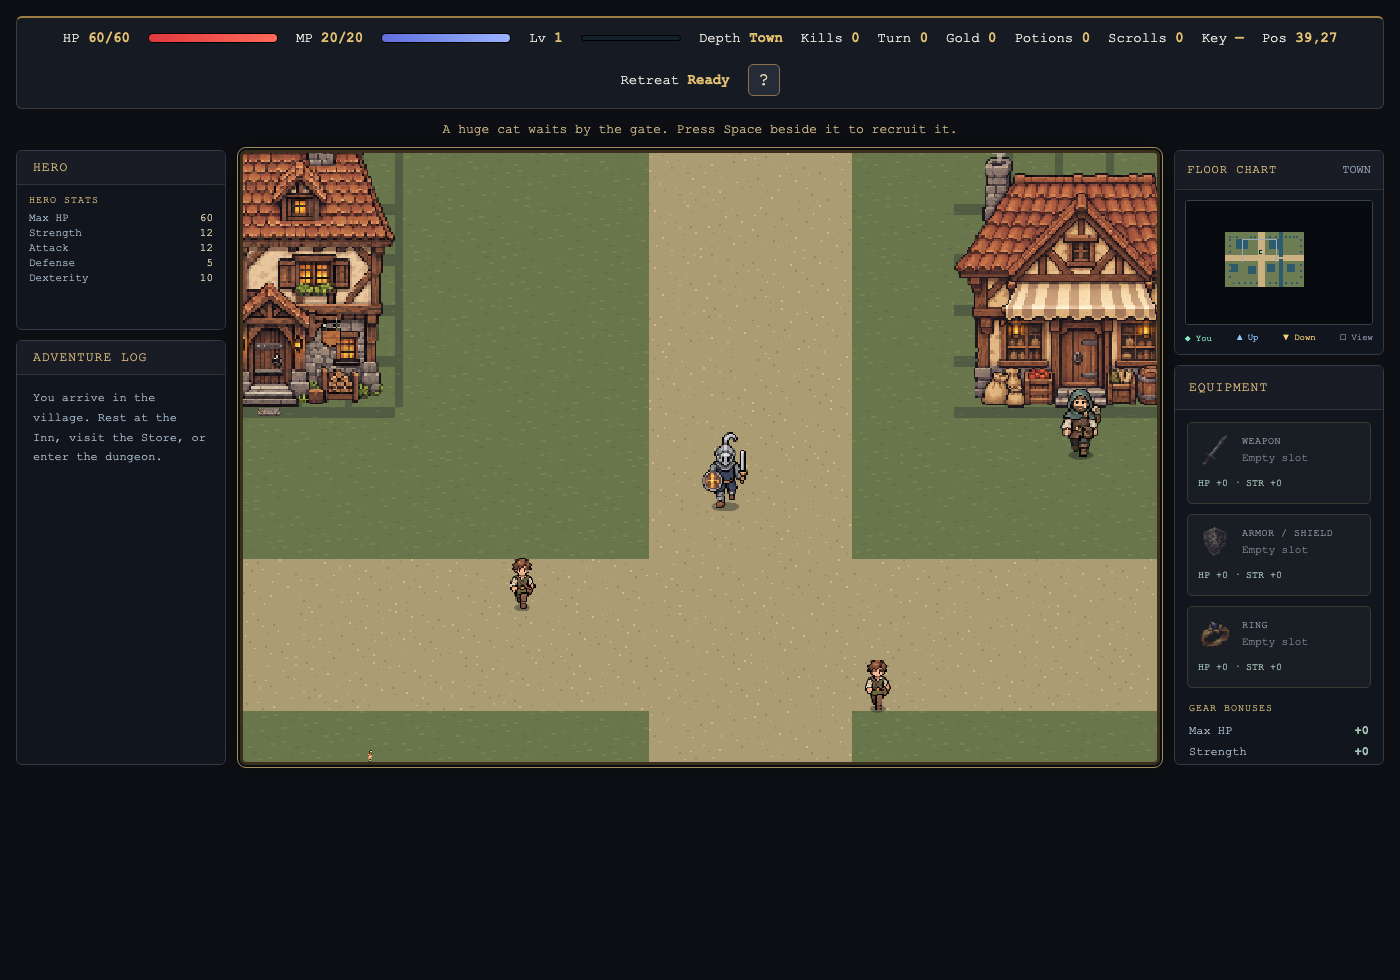 HP 60/60 MP 20/20 Lv 1 Depth Town Kills 0 Turn 0 Gold 0 Potions 0 Scrolls 0 Key — Pos 39,27
Retreat Ready ?
A huge cat waits by the gate. Press Space beside it to recruit it.
HERO
HERO STATS
Max HP 60
Strength 12
Attack 12
Defense 5
Dexterity 10
ADVENTURE LOG
You arrive in the
village. Rest at the
Inn, visit the Store, or
enter the dungeon.
FLOOR CHART TOWN
◆ You ▲ Up ▼ Down □ View
EQUIPMENT
WEAPON
Empty slot
HP +0 · STR +0
ARMOR / SHIELD
Empty slot
HP +0 · STR +0
RING
Empty slot
HP +0 · STR +0
GEAR BONUSES
Max HP +0
Strength +0